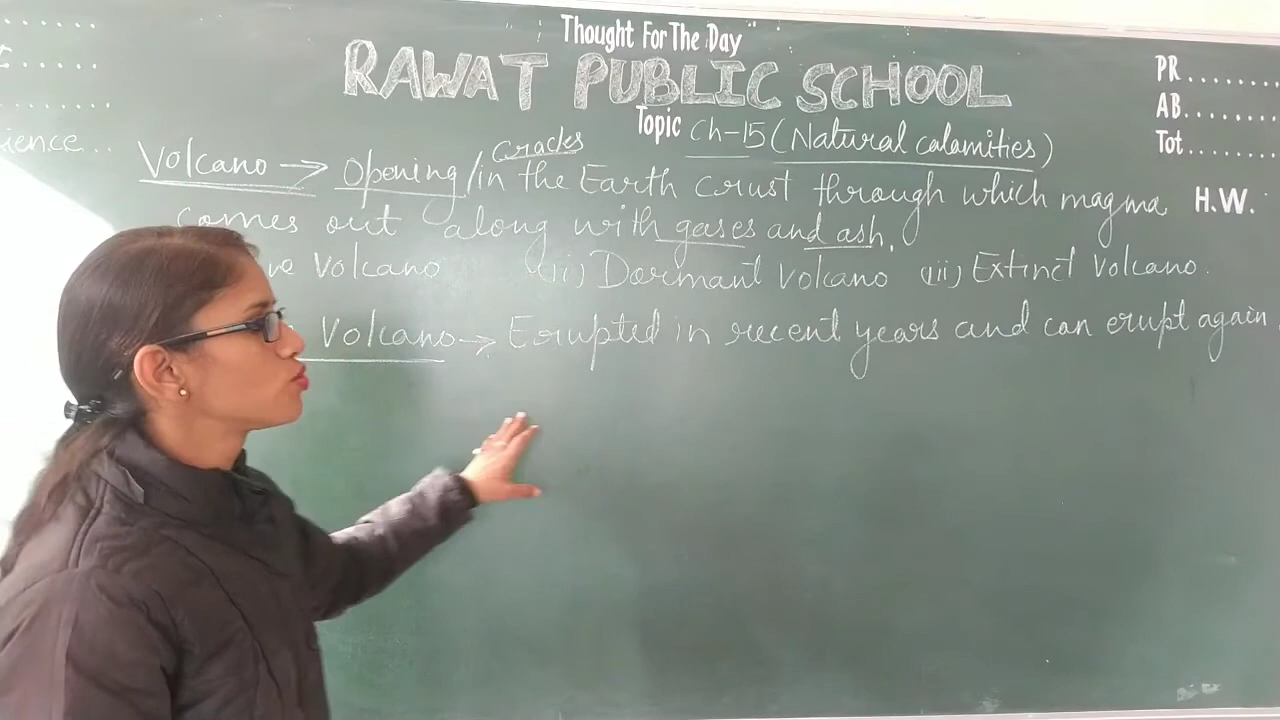 Thought For The Day
RAWAT PUBLIC SCHOOL
Topic Ch-15 (Natural calamities)
PR........
AB........
Tot........
H.W.
ience...
Cracks
Volcano → Opening/in the Earth crust through which magma
comes out along with gases and ash.
ve Volcano (ii) Dormant Volcano (iii) Extinct Volcano.
Volcano → Erupted in recent years and can erupt again